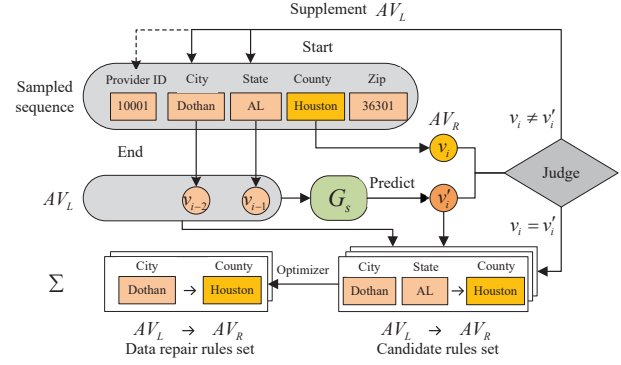 Supplement AV_L
Start
Sampled sequence
Provider ID City State County Zip
10001 Dothan AL Houston 36301
AV_R
v_i ≠ v_i'
v_i
End
Judge
AV_L
v_{i-2} v_{i-1}
G_s
Predict
v_i'
v_i = v_i'
Σ
City County
Dothan → Houston
Optimizer
City State County
Dothan AL → Houston
AV_L → AV_R
Data repair rules set
AV_L → AV_R
Candidate rules set